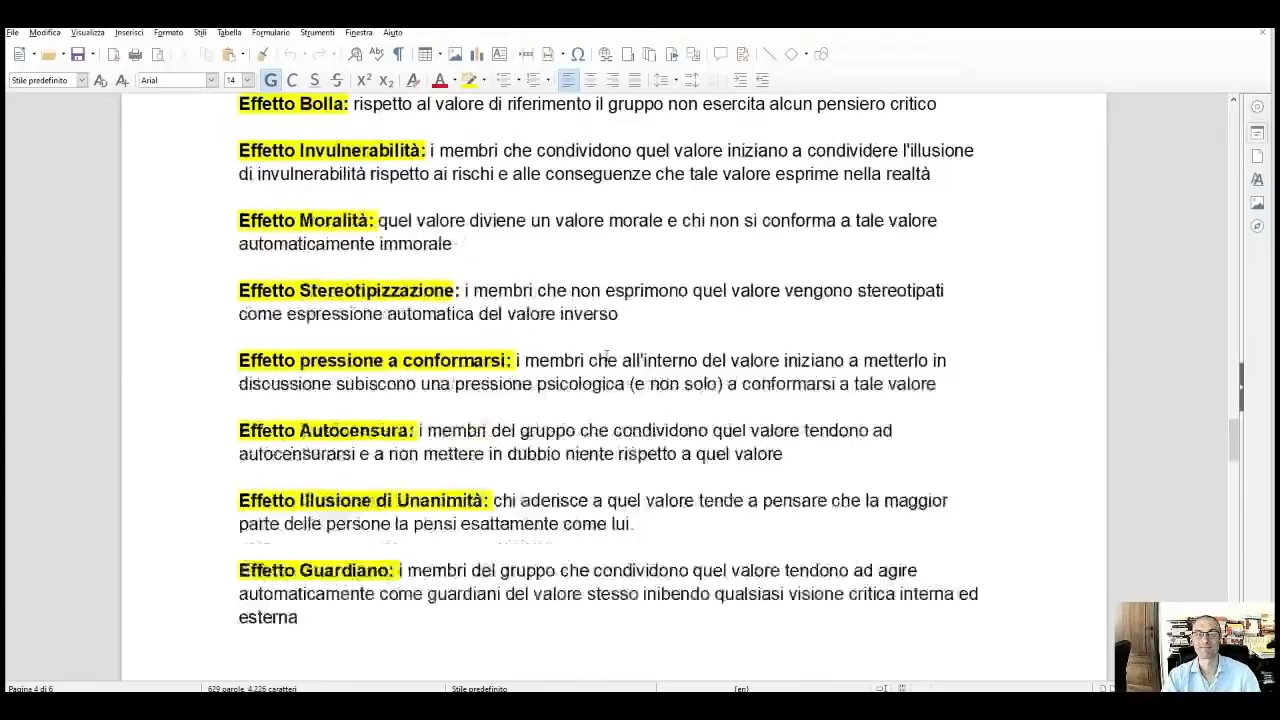 File Modifica Visualizza Inserisci Formato Stili Tabella Formulario Strumenti Finestra Aiuto
Stile predefinito Arial 14 G C S
Effetto Bolla: rispetto al valore di riferimento il gruppo non esercita alcun pensiero critico
Effetto Invulnerabilità: i membri che condividono quel valore iniziano a condividere l'illusione
di invulnerabilità rispetto ai rischi e alle conseguenze che tale valore esprime nella realtà
Effetto Moralità: quel valore diviene un valore morale e chi non si conforma a tale valore
automaticamente immorale
Effetto Stereotipizzazione: i membri che non esprimono quel valore vengono stereotipati
come espressione automatica del valore inverso
Effetto pressione a conformarsi: i membri che all'interno del valore iniziano a metterlo in
discussione subiscono una pressione psicologica (e non solo) a conformarsi a tale valore
Effetto Autocensura: i membri del gruppo che condividono quel valore tendono ad
autocensurarsi e a non mettere in dubbio niente rispetto a quel valore
Effetto Illusione di Unanimità: chi aderisce a quel valore tende a pensare che la maggior
parte delle persone la pensi esattamente come lui.
Effetto Guardiano: i membri del gruppo che condividono quel valore tendono ad agire
automaticamente come guardiani del valore stesso inibendo qualsiasi visione critica interna ed
esterna
Pagina 4 di 6 629 parole, 4.226 caratteri Stile predefinito [en]